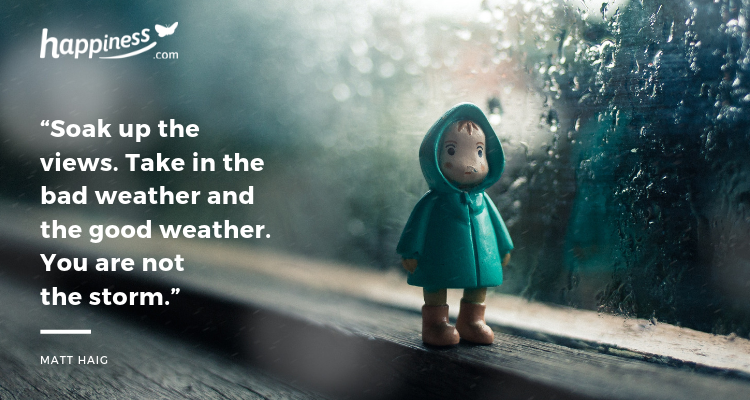 happiness
.com
“Soak up the
views. Take in the
bad weather and
the good weather.
You are not
the storm.”
MATT HAIG